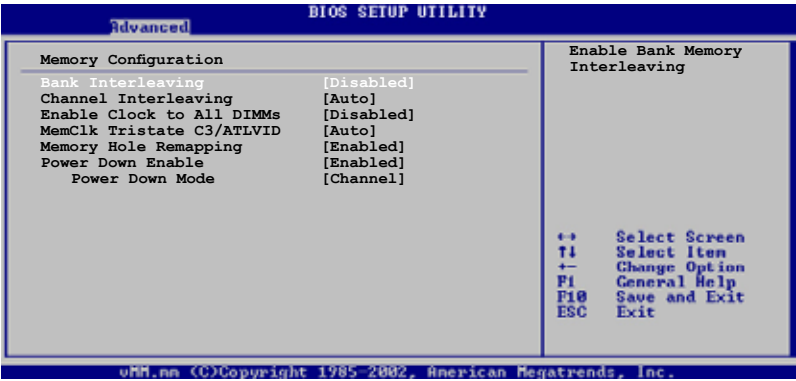 BIOS SETUP UTILITY
Advanced
Memory Configuration
Bank Interleaving [Disabled]
Channel Interleaving [Auto]
Enable Clock to All DIMMs [Disabled]
MemClk Tristate C3/ATLVID [Auto]
Memory Hole Remapping [Enabled]
Power Down Enable [Enabled]
Power Down Mode [Channel]
Enable Bank Memory
Interleaving
←→ Select Screen
↑↓ Select Item
+- Change Option
F1 General Help
F10 Save and Exit
ESC Exit
vMM.mm (C)Copyright 1985-2002, American Megatrends, Inc.